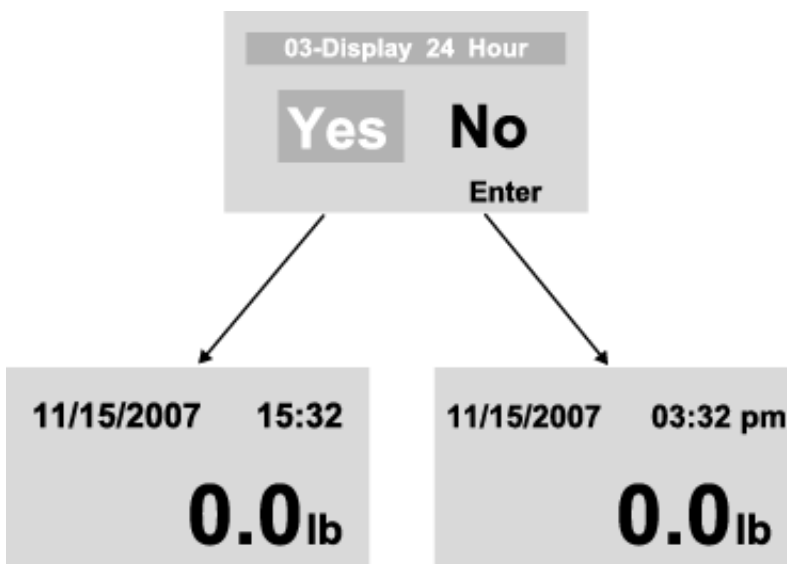 03-Display 24 Hour
Yes No
Enter
11/15/2007 15:32
0.0lb
11/15/2007 03:32 pm
0.0lb